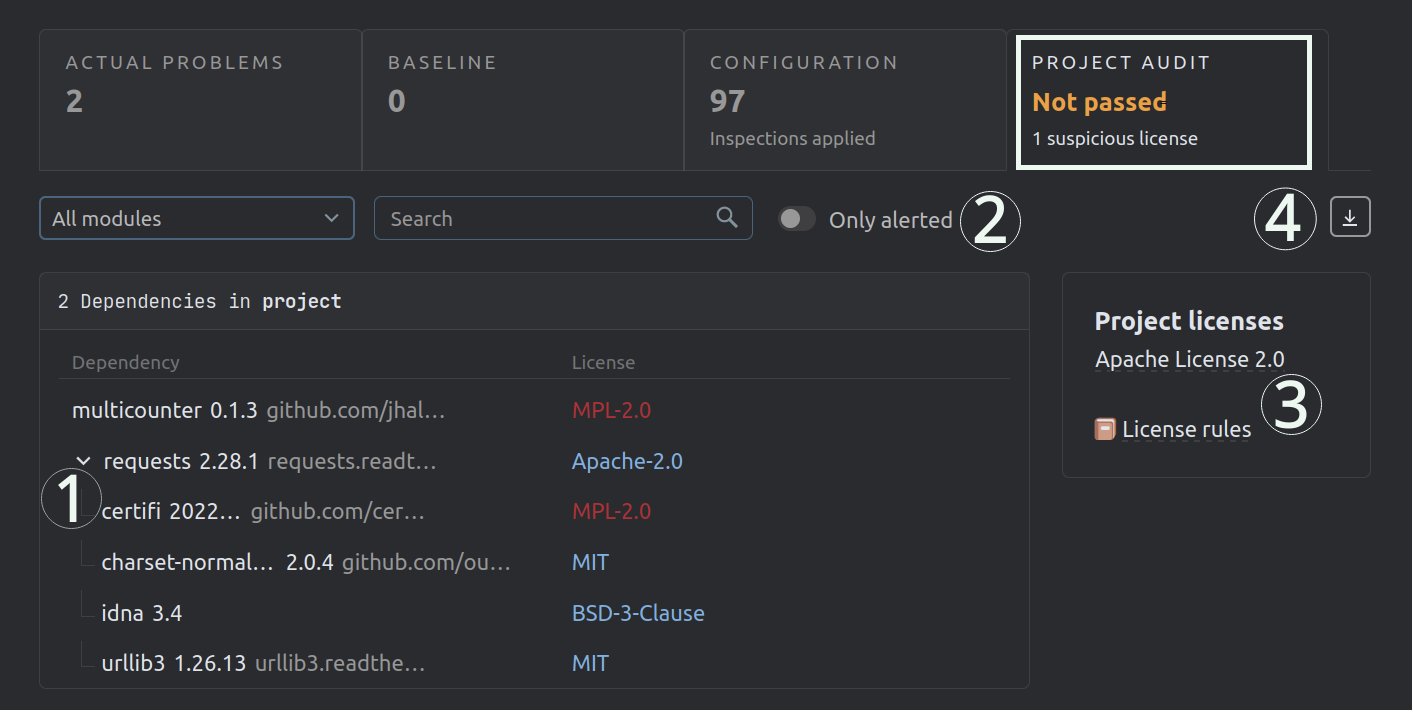 ACTUAL PROBLEMS
2
BASELINE
0
CONFIGURATION
97
Inspections applied
PROJECT AUDIT
Not passed
1 suspicious license
All modules
Search
Only alerted
2
4
2 Dependencies in project
Dependency License
multicounter 0.1.3 github.com/jhal... MPL-2.0
requests 2.28.1 requests.readt... Apache-2.0
1
certifi 2022... github.com/cer... MPL-2.0
charset-normal... 2.0.4 github.com/ou... MIT
idna 3.4 BSD-3-Clause
urllib3 1.26.13 urllib3.readthe... MIT
Project licenses
Apache License 2.0
3
License rules